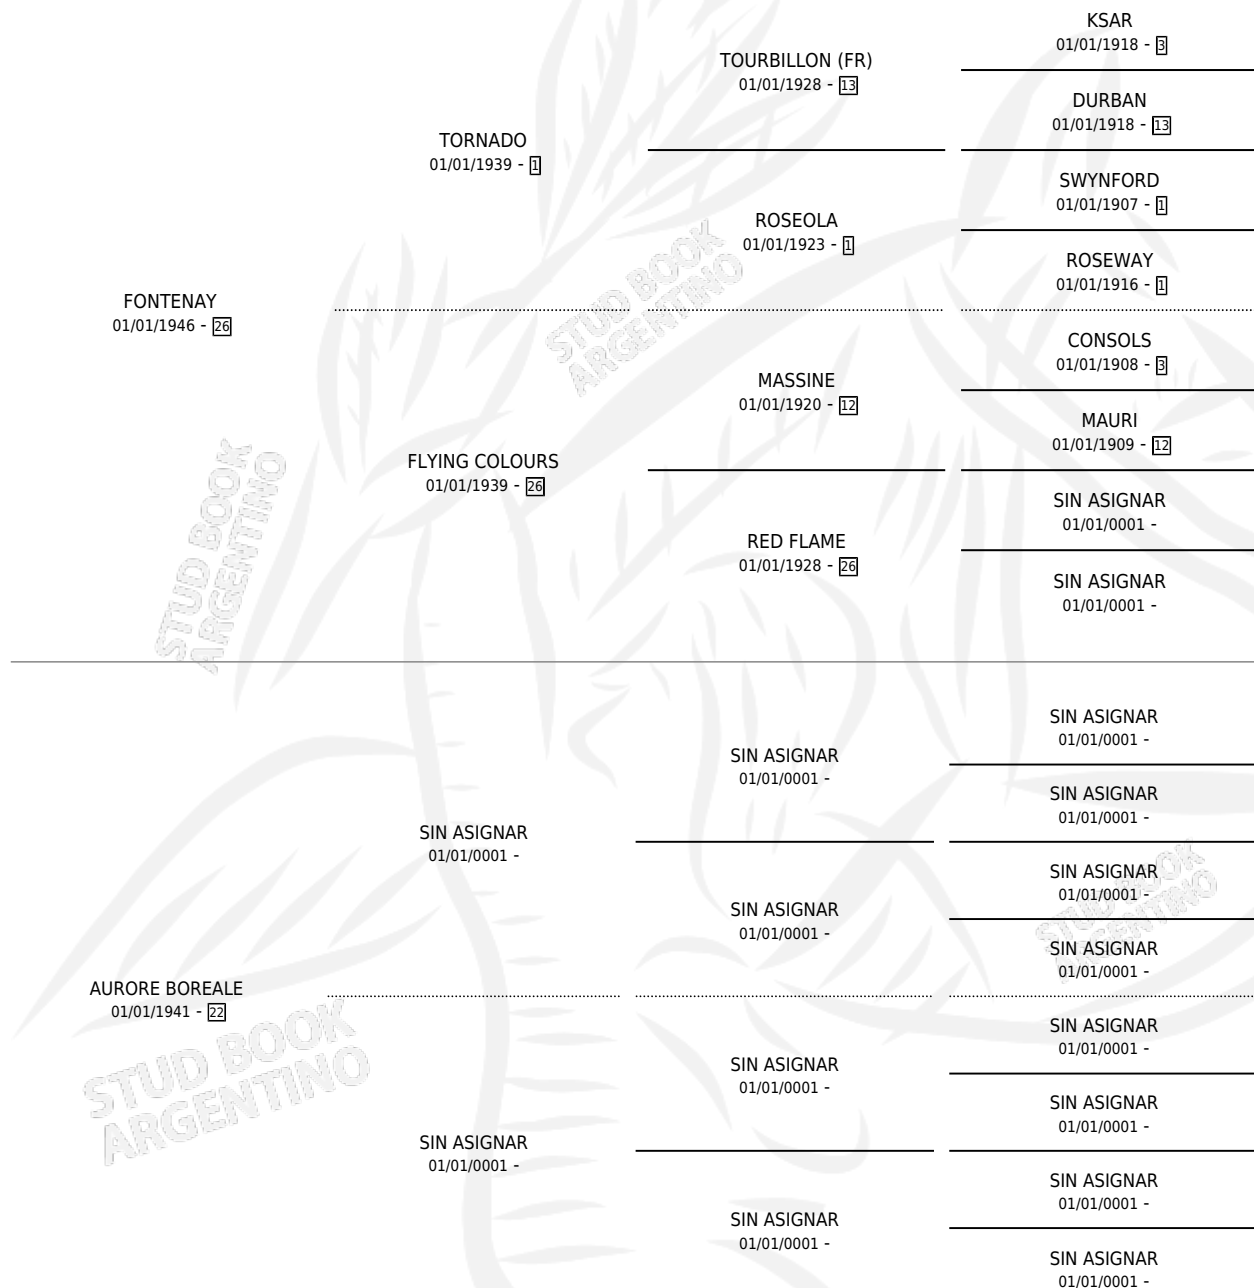 KSAR
01/01/1918 - 3
TOURBILLON (FR)
01/01/1928 - 13
DURBAN
01/01/1918 - 13
TORNADO
01/01/1939 - 1
SWYNFORD
01/01/1907 - 1
ROSEOLA
01/01/1923 - 1
ROSEWAY
01/01/1916 - 1
FONTENAY
01/01/1946 - 26
CONSOLS
01/01/1908 - 3
MASSINE
01/01/1920 - 12
MAURI
01/01/1909 - 12
FLYING COLOURS
01/01/1939 - 26
SIN ASIGNAR
01/01/0001 -
RED FLAME
01/01/1928 - 26
SIN ASIGNAR
01/01/0001 -
STUD BOOK
ARGENTINO
STUD BOOK
ARGENTINO
SIN ASIGNAR
01/01/0001 -
SIN ASIGNAR
01/01/0001 -
SIN ASIGNAR
01/01/0001 -
SIN ASIGNAR
01/01/0001 -
SIN ASIGNAR
01/01/0001 -
SIN ASIGNAR
01/01/0001 -
SIN ASIGNAR
01/01/0001 -
AURORE BOREALE
01/01/1941 - 22
SIN ASIGNAR
01/01/0001 -
SIN ASIGNAR
01/01/0001 -
SIN ASIGNAR
01/01/0001 -
SIN ASIGNAR
01/01/0001 -
SIN ASIGNAR
01/01/0001 -
SIN ASIGNAR
01/01/0001 -
SIN ASIGNAR
01/01/0001 -
STUD BOOK
ARGENTINO
STUD BOOK
ARGENTINO